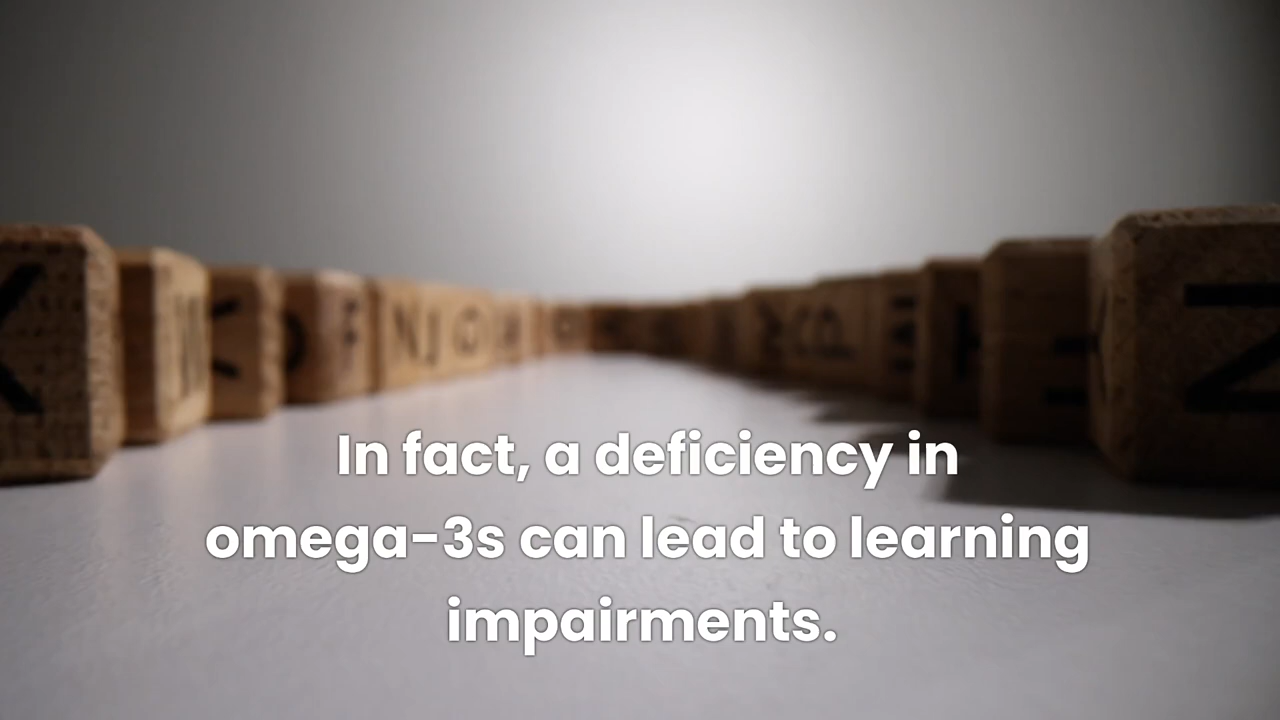 In fact, a deficiency in
omega-3s can lead to learning
impairments.